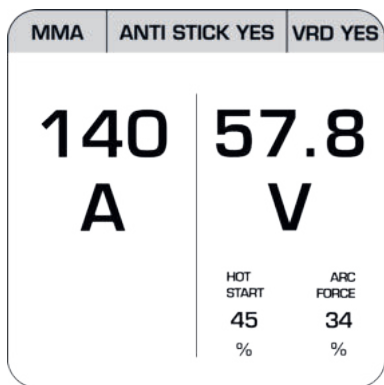 MMA ANTI STICK YES VRD YES
140 57.8
A V
HOT ARC
START FORCE
45 34
% %